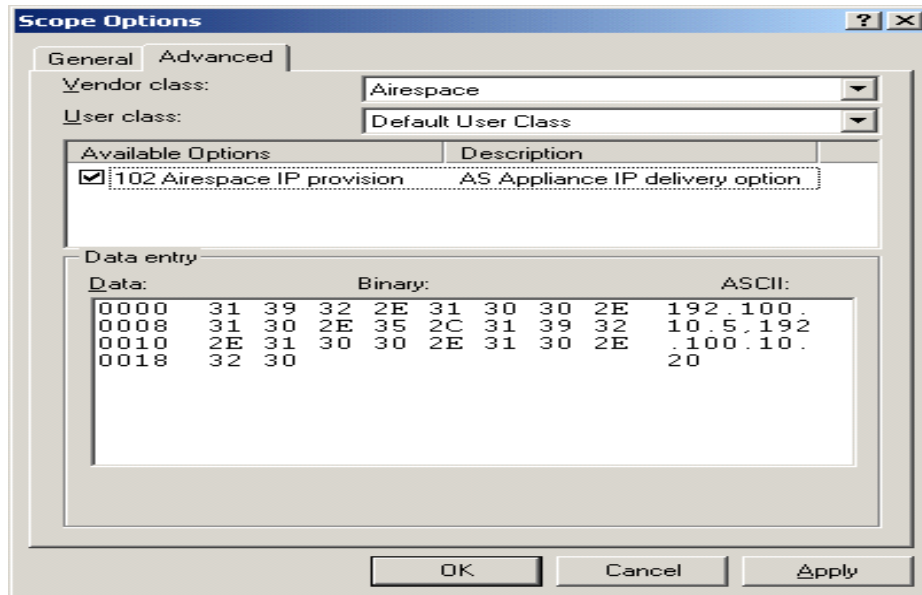 Scope Options
General Advanced
Vendor class: Airespace
User class: Default User Class
Available Options Description
102 Airespace IP provision AS Appliance IP delivery option
Data entry
Data: Binary: ASCII:
0000 31 39 32 2E 31 30 30 2E 192.100.
0008 31 30 2E 35 2C 31 39 32 10.5,192
0010 2E 31 30 30 2E 31 30 2E .100.10.
0018 32 30 20
OK Cancel Apply